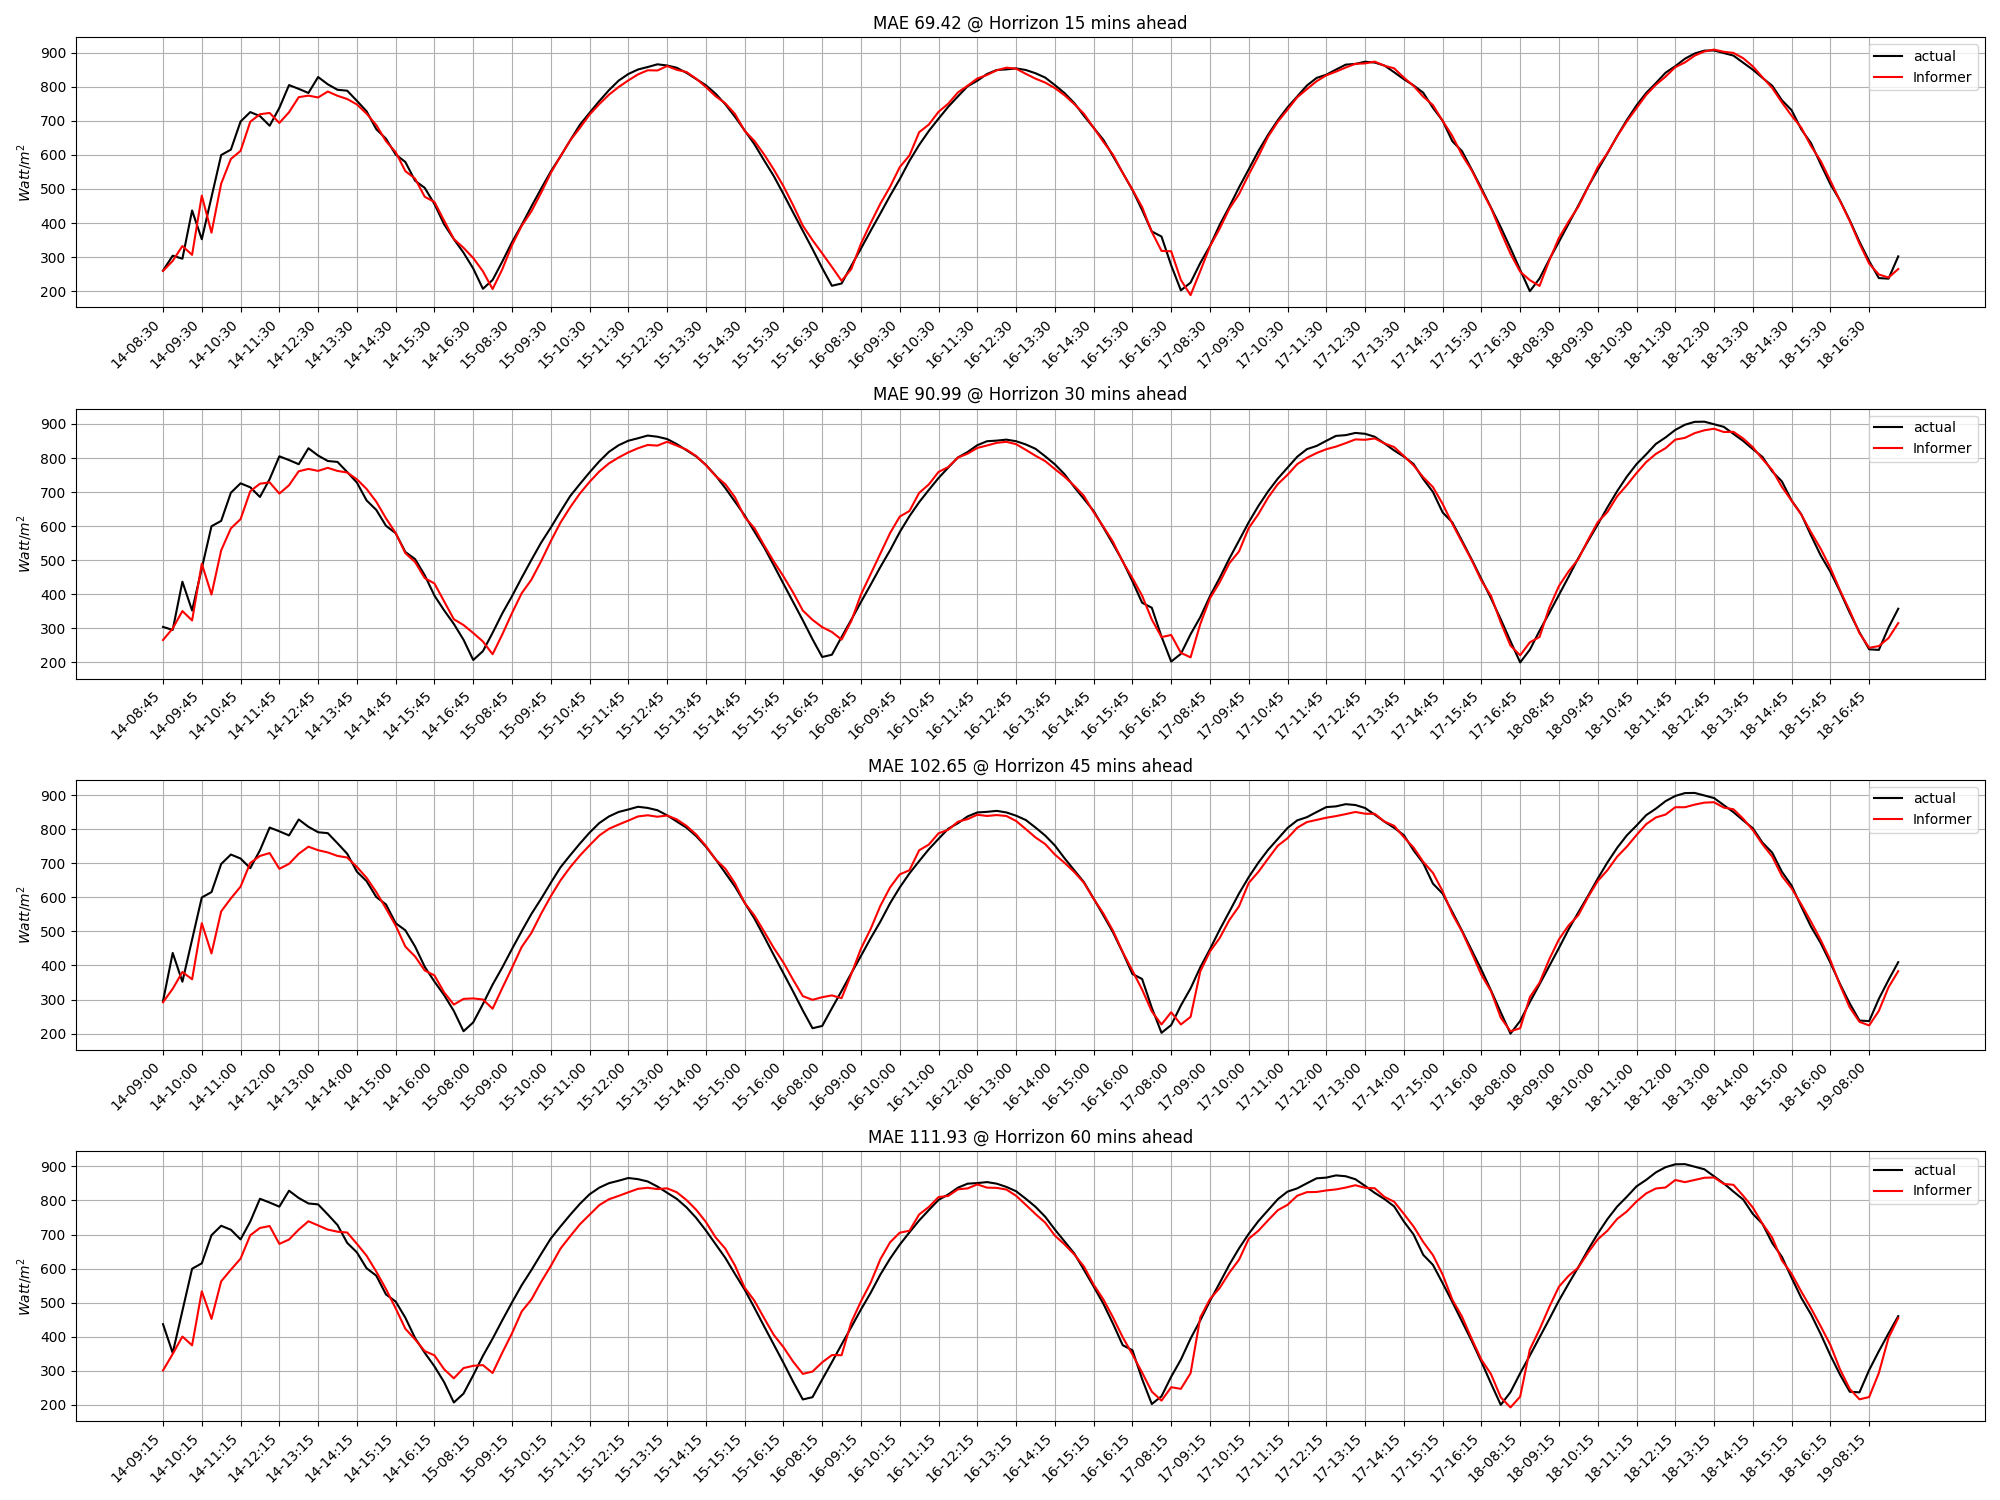 MAE 69.42 @ Horrizon 15 mins ahead
900
800
700
600
500
400
300
200
Watt/m²
actual
Informer
14-08:30 14-09:30 14-10:30 14-11:30 14-12:30 14-13:30 14-14:30 14-15:30 14-16:30 15-08:30 15-09:30 15-10:30 15-11:30 15-12:30 15-13:30 15-14:30 15-15:30 15-16:30 16-08:30 16-09:30 16-10:30 16-11:30 16-12:30 16-13:30 16-14:30 16-15:30 16-16:30 17-08:30 17-09:30 17-10:30 17-11:30 17-12:30 17-13:30 17-14:30 17-15:30 17-16:30 18-08:30 18-09:30 18-10:30 18-11:30 18-12:30 18-13:30 18-14:30 18-15:30 18-16:30
MAE 90.99 @ Horrizon 30 mins ahead
900
800
700
600
500
400
300
200
Watt/m²
actual
Informer
14-08:45 14-09:45 14-10:45 14-11:45 14-12:45 14-13:45 14-14:45 14-15:45 14-16:45 15-08:45 15-09:45 15-10:45 15-11:45 15-12:45 15-13:45 15-14:45 15-15:45 15-16:45 16-08:45 16-09:45 16-10:45 16-11:45 16-12:45 16-13:45 16-14:45 16-15:45 16-16:45 17-08:45 17-09:45 17-10:45 17-11:45 17-12:45 17-13:45 17-14:45 17-15:45 17-16:45 18-08:45 18-09:45 18-10:45 18-11:45 18-12:45 18-13:45 18-14:45 18-15:45 18-16:45
MAE 102.65 @ Horrizon 45 mins ahead
900
800
700
600
500
400
300
200
Watt/m²
actual
Informer
14-09:00 14-10:00 14-11:00 14-12:00 14-13:00 14-14:00 14-15:00 14-16:00 15-08:00 15-09:00 15-10:00 15-11:00 15-12:00 15-13:00 15-14:00 15-15:00 15-16:00 16-08:00 16-09:00 16-10:00 16-11:00 16-12:00 16-13:00 16-14:00 16-15:00 16-16:00 17-08:00 17-09:00 17-10:00 17-11:00 17-12:00 17-13:00 17-14:00 17-15:00 17-16:00 18-08:00 18-09:00 18-10:00 18-11:00 18-12:00 18-13:00 18-14:00 18-15:00 18-16:00 19-08:00
MAE 111.93 @ Horrizon 60 mins ahead
900
800
700
600
500
400
300
200
Watt/m²
actual
Informer
14-09:15 14-10:15 14-11:15 14-12:15 14-13:15 14-14:15 14-15:15 14-16:15 15-08:15 15-09:15 15-10:15 15-11:15 15-12:15 15-13:15 15-14:15 15-15:15 15-16:15 16-08:15 16-09:15 16-10:15 16-11:15 16-12:15 16-13:15 16-14:15 16-15:15 16-16:15 17-08:15 17-09:15 17-10:15 17-11:15 17-12:15 17-13:15 17-14:15 17-15:15 17-16:15 18-08:15 18-09:15 18-10:15 18-11:15 18-12:15 18-13:15 18-14:15 18-15:15 18-16:15 19-08:15